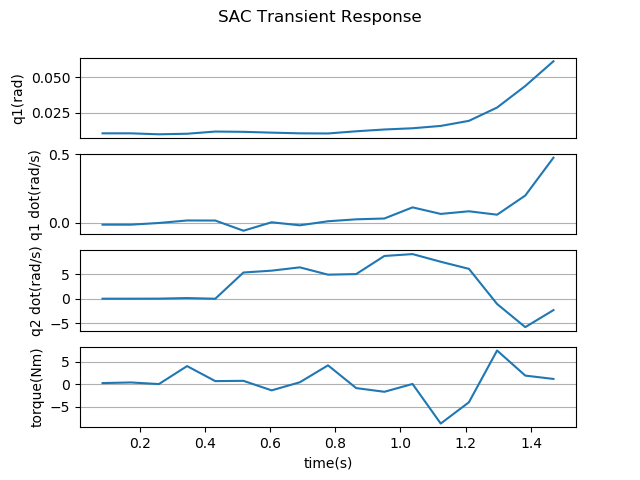 SAC Transient Response
q1(rad)
0.050
0.025
q1 dot(rad/s)
0.5
0.0
q2 dot(rad/s)
5
0
−5
torque(Nm)
5
0
−5
0.2 0.4 0.6 0.8 1.0 1.2 1.4
time(s)